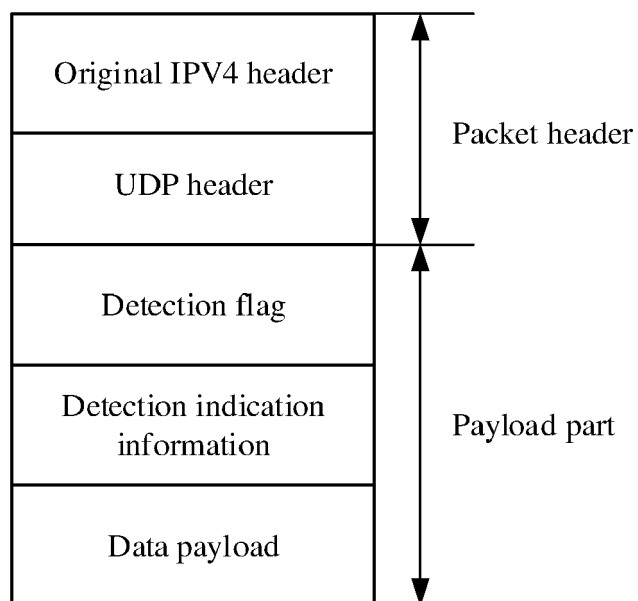 Original IPV4 header
Packet header
UDP header
Detection flag
Detection indication
information
Payload part
Data payload